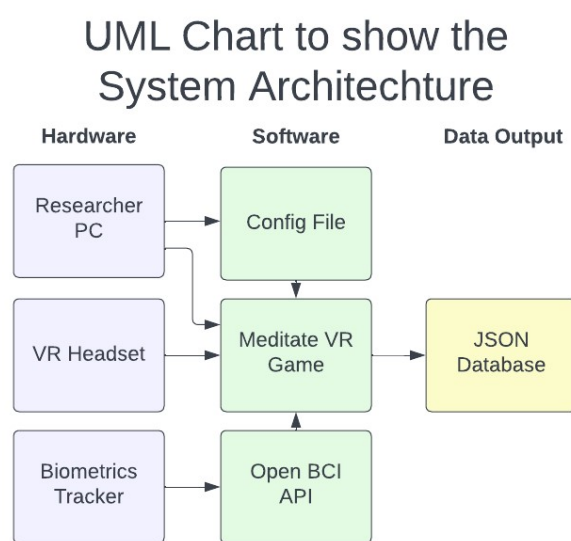 UML Chart to show the
System Architechture
Hardware
Software
Data Output
Researcher
PC
Config File
VR Headset
Meditate VR
Game
JSON
Database
Biometrics
Tracker
Open BCI
API